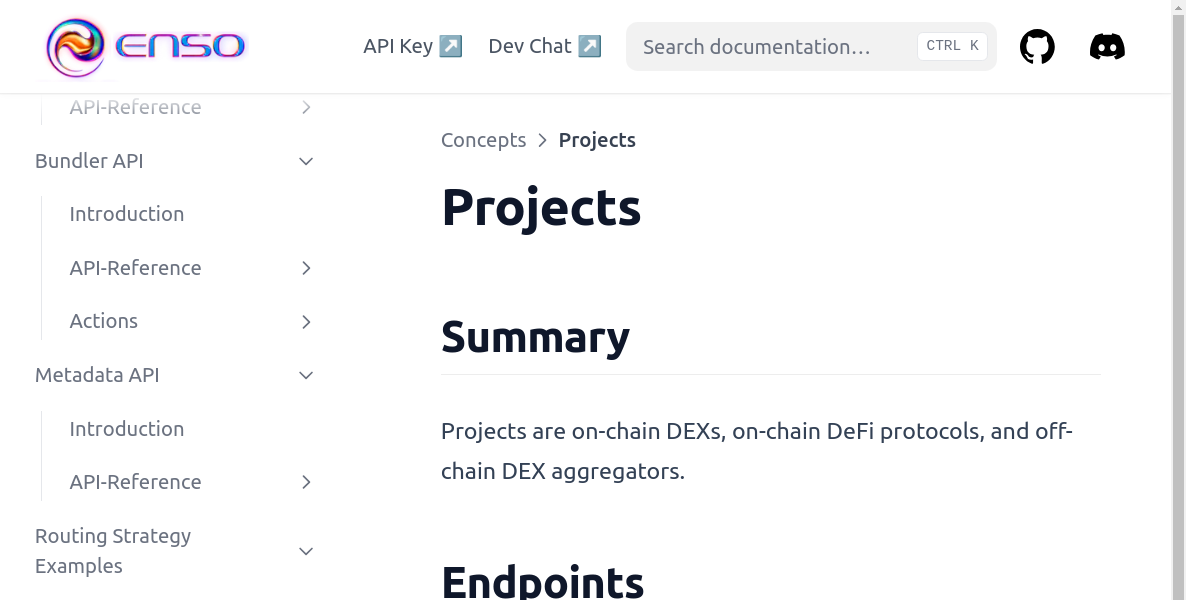 ENSO
API Key ↗
Dev Chat ↗
Search documentation…
CTRL K
API-Reference
Bundler API
Introduction
API-Reference
Actions
Metadata API
Introduction
API-Reference
Routing Strategy
Examples
Concepts > Projects
Projects
Summary
Projects are on-chain DEXs, on-chain DeFi protocols, and off-
chain DEX aggregators.
Endpoints